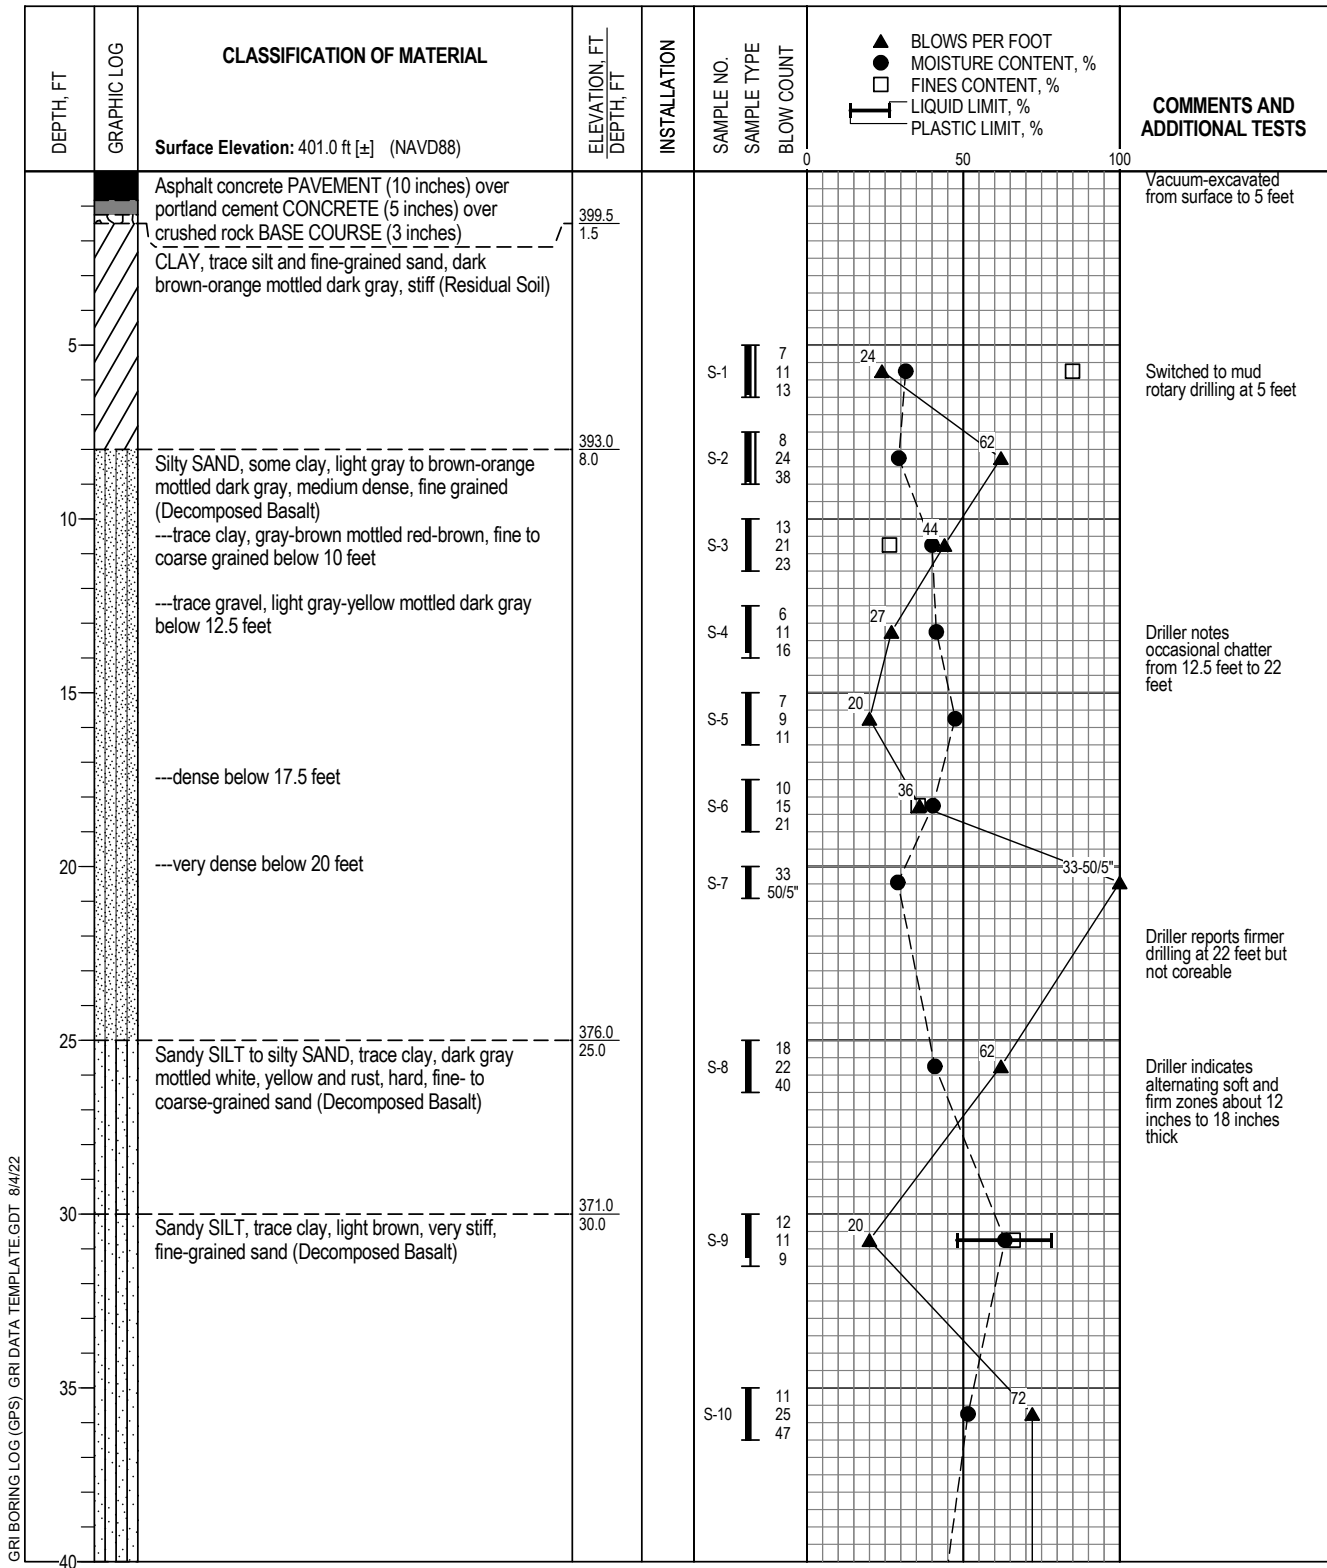 DEPTH, FT
GRAPHIC LOG
CLASSIFICATION OF MATERIAL
Surface Elevation: 401.0 ft [±] (NAVD88)
ELEVATION, FT
DEPTH, FT
INSTALLATION
SAMPLE NO.
SAMPLE TYPE
BLOW COUNT
BLOWS PER FOOT
MOISTURE CONTENT, %
FINES CONTENT, %
LIQUID LIMIT, %
PLASTIC LIMIT, %
0 50 100
COMMENTS AND
ADDITIONAL TESTS
Asphalt concrete PAVEMENT (10 inches) over
portland cement CONCRETE (5 inches) over
crushed rock BASE COURSE (3 inches)
399.5
1.5
Vacuum-excavated
from surface to 5 feet
CLAY, trace silt and fine-grained sand, dark
brown-orange mottled dark gray, stiff (Residual Soil)
5
S-1
7
11
13
24
Switched to mud
rotary drilling at 5 feet
393.0
8.0
Silty SAND, some clay, light gray to brown-orange
mottled dark gray, medium dense, fine grained
(Decomposed Basalt)
S-2
8
24
38
62
10
---trace clay, gray-brown mottled red-brown, fine to
coarse grained below 10 feet
S-3
13
21
23
44
---trace gravel, light gray-yellow mottled dark gray
below 12.5 feet
S-4
6
11
16
27
Driller notes
occasional chatter
from 12.5 feet to 22
feet
15
S-5
7
9
11
20
---dense below 17.5 feet
S-6
10
15
21
36
20
---very dense below 20 feet
S-7
33
50/5"
33-50/5"
Driller reports firmer
drilling at 22 feet but
not coreable
25
376.0
25.0
Sandy SILT to silty SAND, trace clay, dark gray
mottled white, yellow and rust, hard, fine- to
coarse-grained sand (Decomposed Basalt)
S-8
18
22
40
62
Driller indicates
alternating soft and
firm zones about 12
inches to 18 inches
thick
30
371.0
30.0
Sandy SILT, trace clay, light brown, very stiff,
fine-grained sand (Decomposed Basalt)
S-9
12
11
9
20
35
S-10
11
25
47
72
40
GRI BORING LOG (GPS) GRI DATA TEMPLATE.GDT 8/4/22